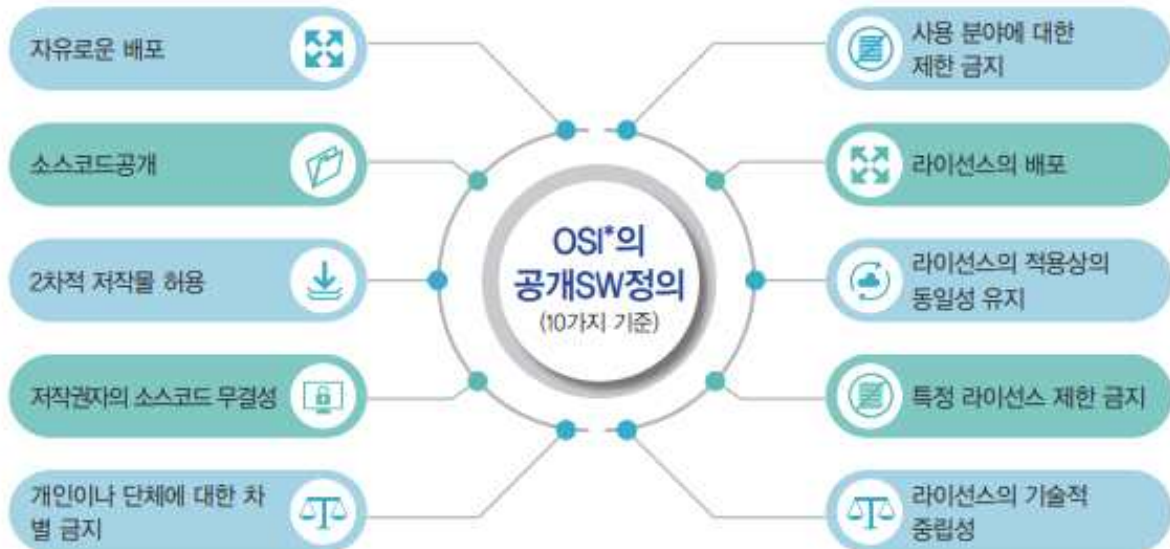 자유로운 배포
소스코드공개
2차적 저작물 허용
저작권자의 소스코드 무결성
개인이나 단체에 대한 차
별 금지
OSI*의
공개SW정의
(10가지 기준)
사용 분야에 대한
제한 금지
라이선스의 배포
라이선스의 적용상의
동일성 유지
특정 라이선스 제한 금지
라이선스의 기술적
중립성